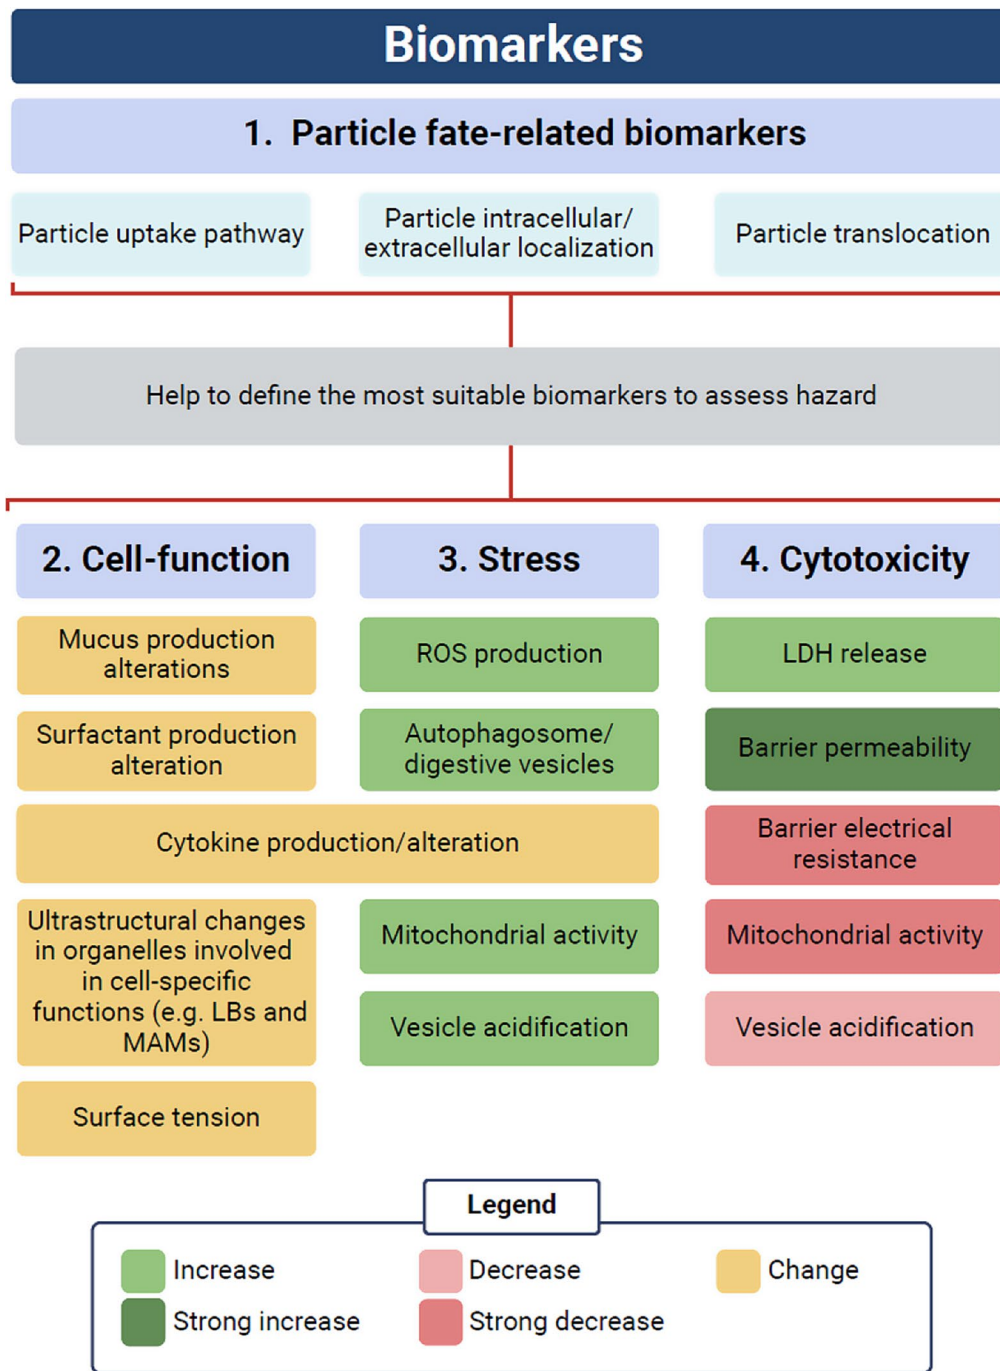 Biomarkers
1. Particle fate-related biomarkers
Particle uptake pathway
Particle intracellular/
extracellular localization
Particle translocation
Help to define the most suitable biomarkers to assess hazard
2. Cell-function
3. Stress
4. Cytotoxicity
Mucus production
alterations
ROS production
LDH release
Surfactant production
alteration
Autophagosome/
digestive vesicles
Barrier permeability
Cytokine production/alteration
Barrier electrical
resistance
Ultrastructural changes
in organelles involved
in cell-specific
functions (e.g. LBs and
MAMs)
Mitochondrial activity
Mitochondrial activity
Vesicle acidification
Vesicle acidification
Surface tension
Legend
Increase
Decrease
Change
Strong increase
Strong decrease